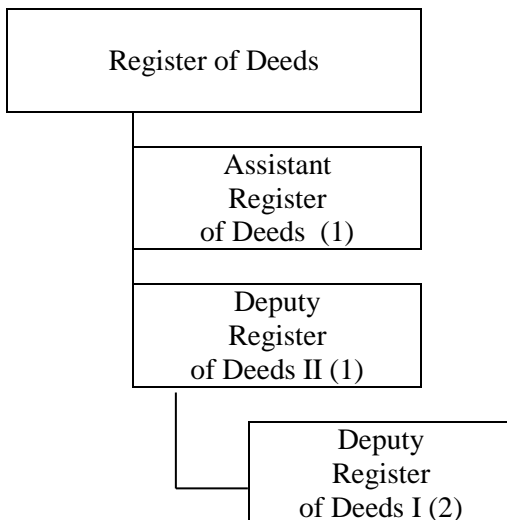 Register of Deeds
Assistant
Register
of Deeds (1)
Deputy
Register
of Deeds II (1)
Deputy
Register
of Deeds I (2)